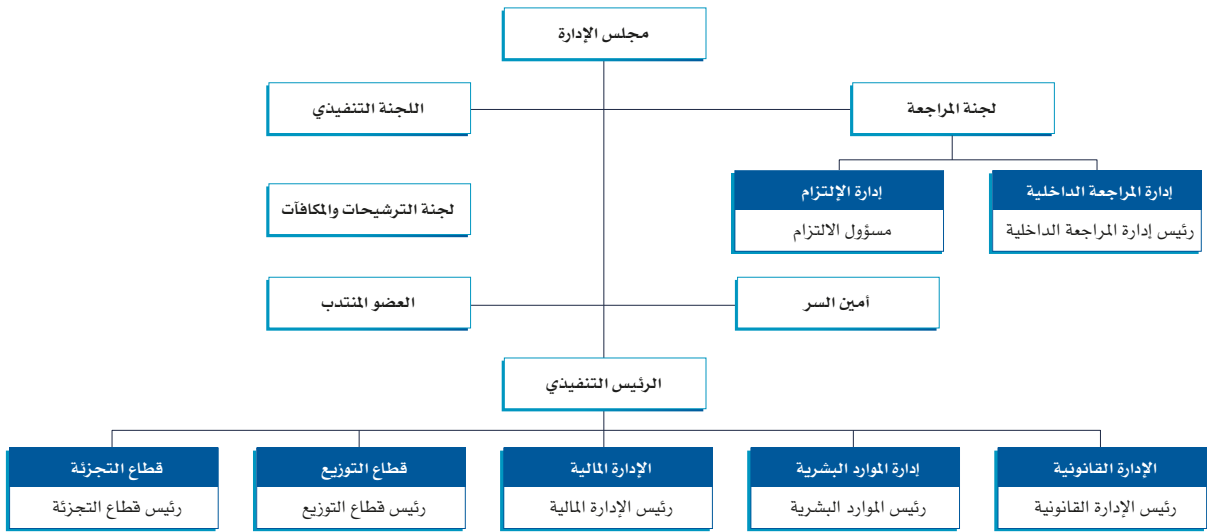 مجلس الإدارة
لجنة المراجعة
اللجنة التنفيذي
إدارة المراجعة الداخلية
رئيس إدارة المراجعة الداخلية
إدارة الإلتزام
مسؤول الالتزام
لجنة الترشيحات والمكافآت
أمين السر
العضو المنتدب
الرئيس التنفيذي
الإدارة القانونية
رئيس الإدارة القانونية
إدارة الموارد البشرية
رئيس الموارد البشرية
الإدارة المالية
رئيس الإدارة المالية
قطاع التوزيع
رئيس قطاع التوزيع
قطاع التجزئة
رئيس قطاع التجزئة